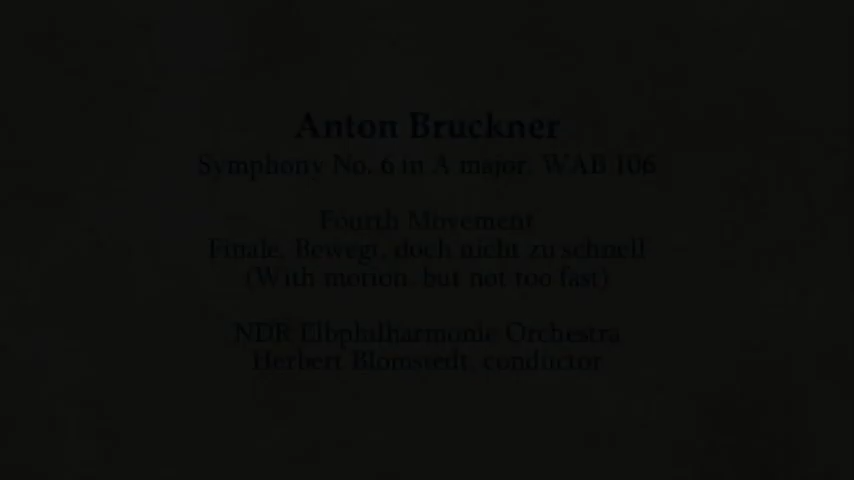 Anton Bruckner
Symphony No. 6 in A major, WAB 106
Fourth Movement
Finale. Bewegt, doch nicht zu schnell
(With motion, but not too fast)
NDR Elbphilharmonie Orchestra
Herbert Blomstedt, conductor